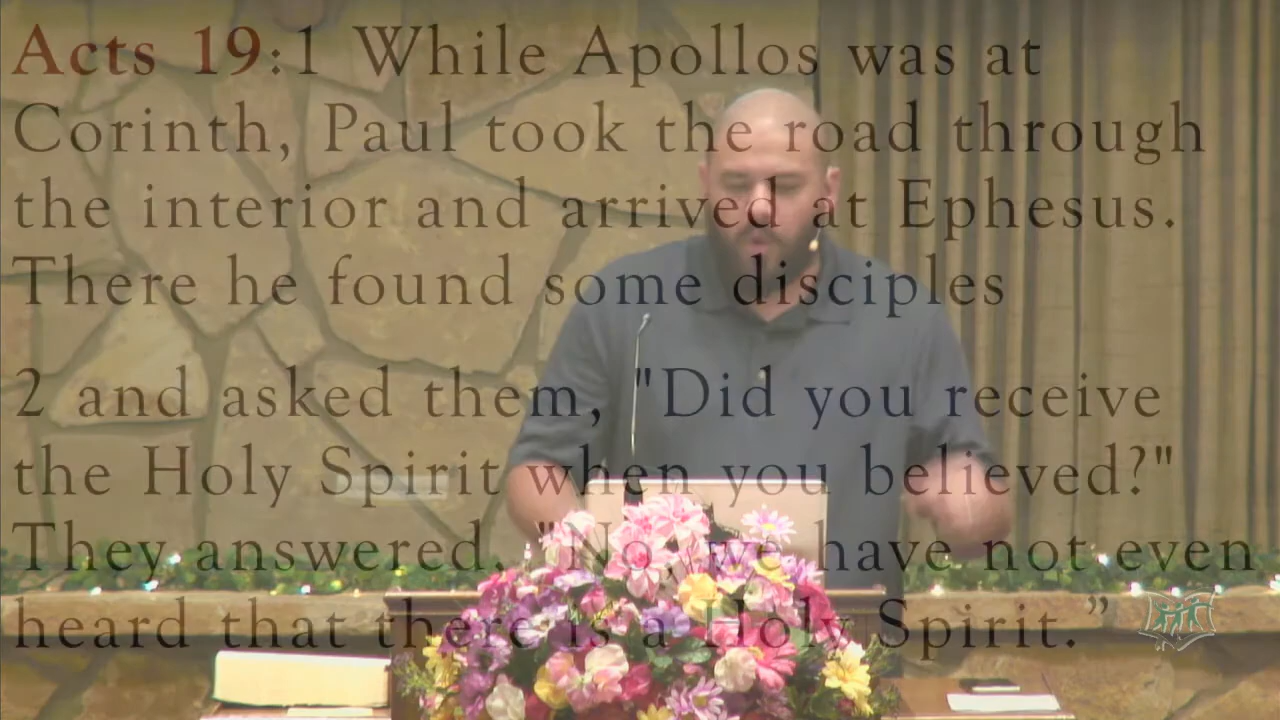 Acts 19:1 While Apollos was at
Corinth, Paul took the road through
the interior and arrived at Ephesus.
There he found some disciples
2 and asked them, "Did you receive
the Holy Spirit when you believed?"
They answered, "No, we have not even
heard that there is a Holy Spirit.”